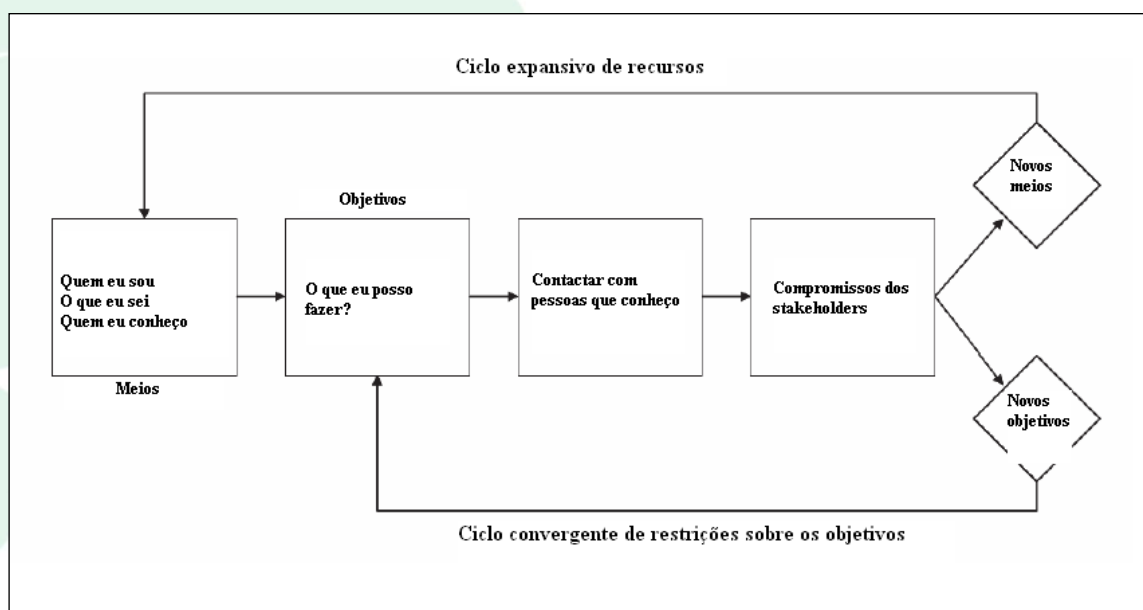 Ciclo expansivo de recursos
Novos
meios
Objetivos
Quem eu sou
O que eu sei
Quem eu conheço
O que eu posso
fazer?
Contactar com
pessoas que conheço
Compromissos dos
stakeholders
Meios
Novos
objetivos
Ciclo convergente de restrições sobre os objetivos